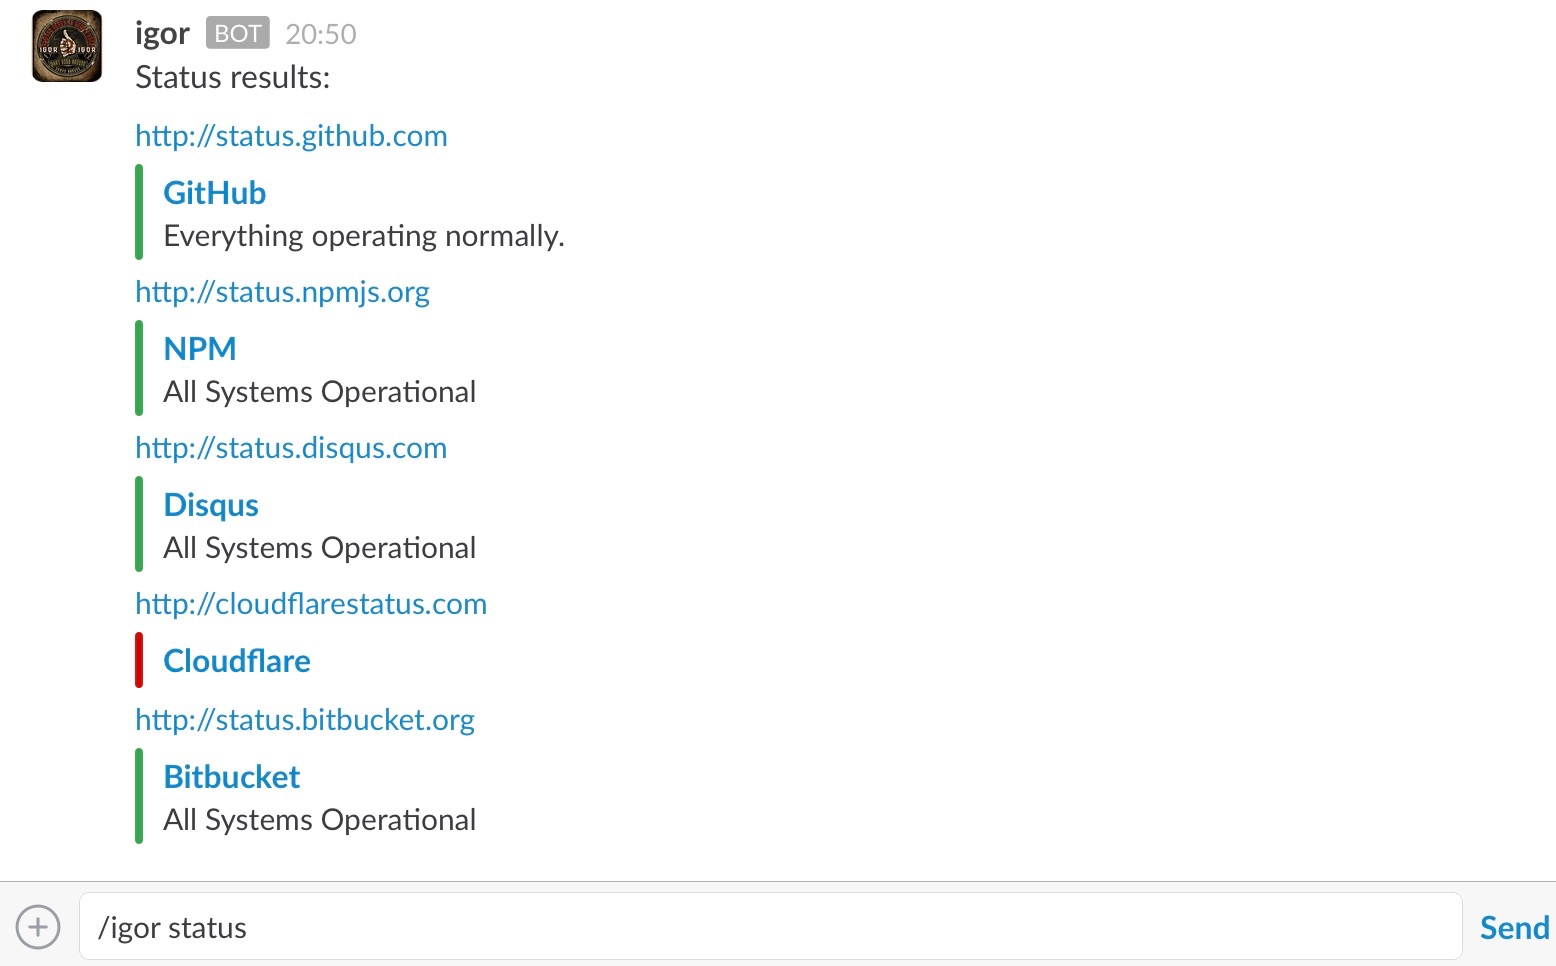 igor BOT 20:50
Status results:
http://status.github.com
GitHub
Everything operating normally.
http://status.npmjs.org
NPM
All Systems Operational
http://status.disqus.com
Disqus
All Systems Operational
http://cloudflarestatus.com
Cloudflare
http://status.bitbucket.org
Bitbucket
All Systems Operational
/igor status
Send